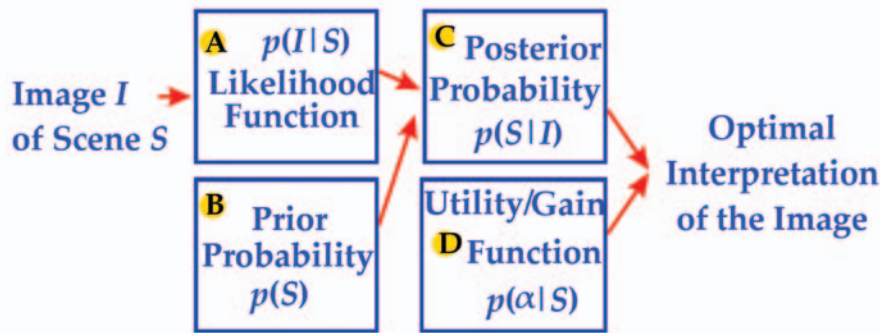 Image I
of Scene S
A
p(I|S)
Likelihood
Function
B
Prior
Probability
p(S)
C Posterior
Probability
p(S|I)
Utility/Gain
D Function
p(α|S)
Optimal
Interpretation
of the Image